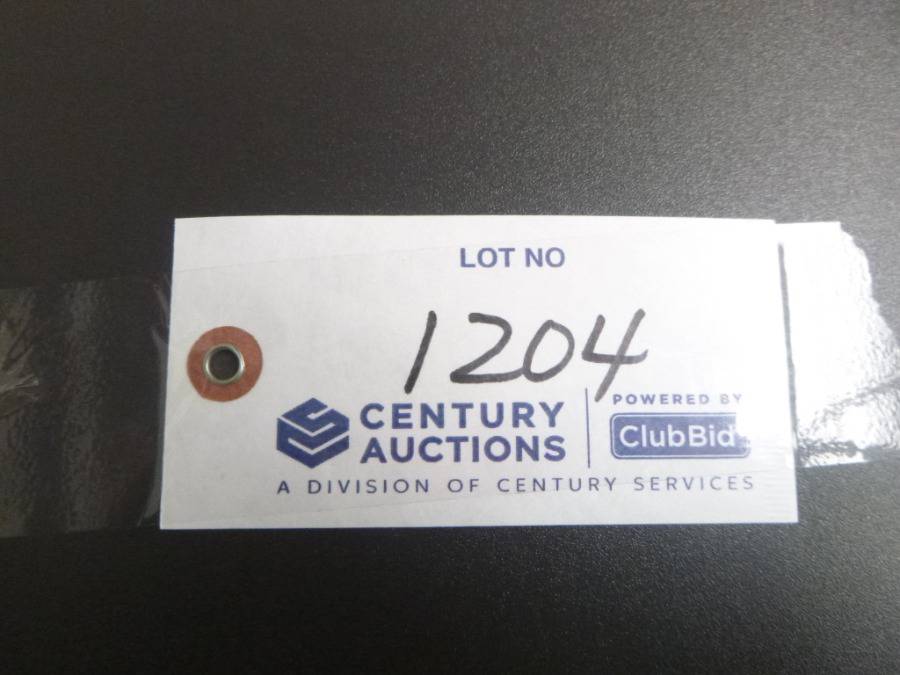 LOT NO
1204
CENTURY AUCTIONS
POWERED BY
ClubBid
A DIVISION OF CENTURY SERVICES